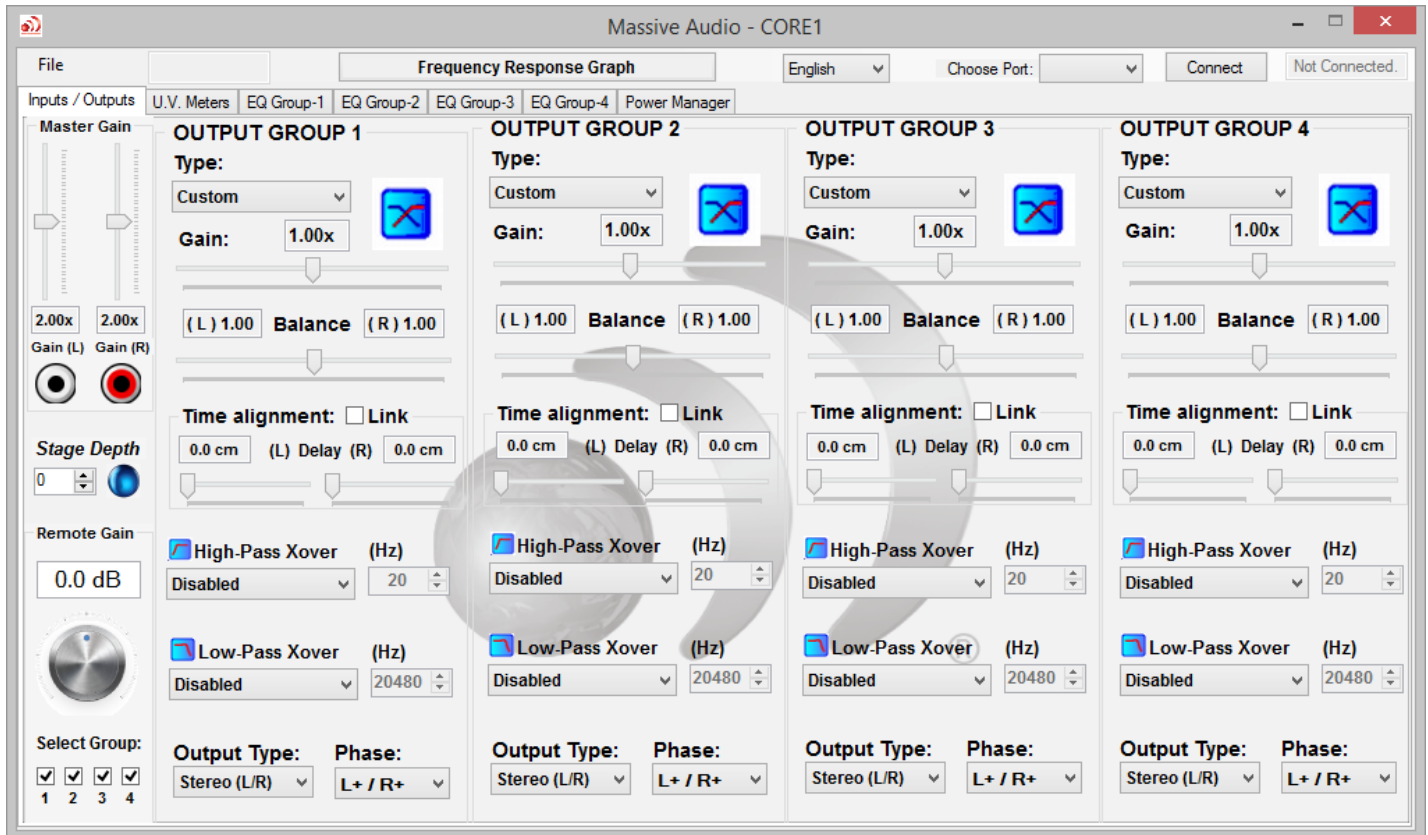 Massive Audio - CORE1
File
Frequency Response Graph
English
Choose Port:
Connect
Not Connected.
Inputs / Outputs
U.V. Meters
EQ Group-1
EQ Group-2
EQ Group-3
EQ Group-4
Power Manager
Master Gain
2.00x 2.00x
Gain (L) Gain (R)
Stage Depth
0
Remote Gain
0.0 dB
Select Group:
1 2 3 4
OUTPUT GROUP 1
Type:
Custom
Gain: 1.00x
( L ) 1.00 Balance ( R ) 1.00
Time alignment: Link
0.0 cm (L) Delay (R) 0.0 cm
High-Pass Xover (Hz)
Disabled 20
Low-Pass Xover (Hz)
Disabled 20480
Output Type: Phase:
Stereo (L/R) L+ / R+
OUTPUT GROUP 2
Type:
Custom
Gain: 1.00x
( L ) 1.00 Balance ( R ) 1.00
Time alignment: Link
0.0 cm (L) Delay (R) 0.0 cm
High-Pass Xover (Hz)
Disabled 20
Low-Pass Xover (Hz)
Disabled 20480
Output Type: Phase:
Stereo (L/R) L+ / R+
OUTPUT GROUP 3
Type:
Custom
Gain: 1.00x
( L ) 1.00 Balance ( R ) 1.00
Time alignment: Link
0.0 cm (L) Delay (R) 0.0 cm
High-Pass Xover (Hz)
Disabled 20
Low-Pass Xover (Hz)
Disabled 20480
®
Output Type: Phase:
Stereo (L/R) L+ / R+
OUTPUT GROUP 4
Type:
Custom
Gain: 1.00x
( L ) 1.00 Balance ( R ) 1.00
Time alignment: Link
0.0 cm (L) Delay (R) 0.0 cm
High-Pass Xover (Hz)
Disabled 20
Low-Pass Xover (Hz)
Disabled 20480
Output Type: Phase:
Stereo (L/R) L+ / R+